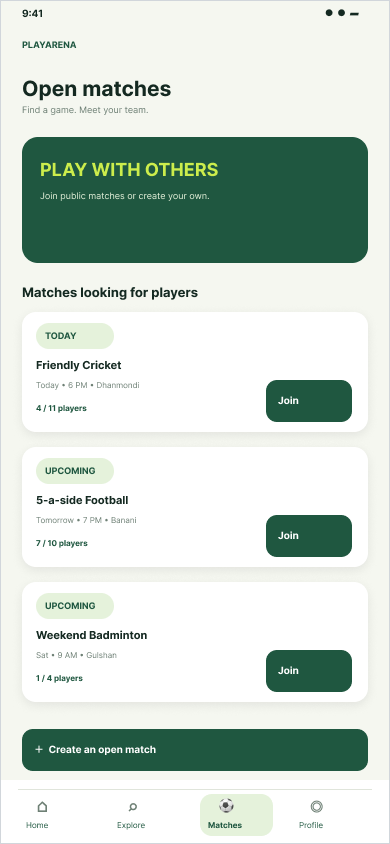 9:41
PLAYARENA
Open matches
Find a game. Meet your team.
PLAY WITH OTHERS
Join public matches or create your own.
Matches looking for players
TODAY
Friendly Cricket
Today • 6 PM • Dhanmondi
4 / 11 players
Join
UPCOMING
5-a-side Football
Tomorrow • 7 PM • Banani
7 / 10 players
Join
UPCOMING
Weekend Badminton
Sat • 9 AM • Gulshan
1 / 4 players
Join
+ Create an open match
Home
Explore
Matches
Profile